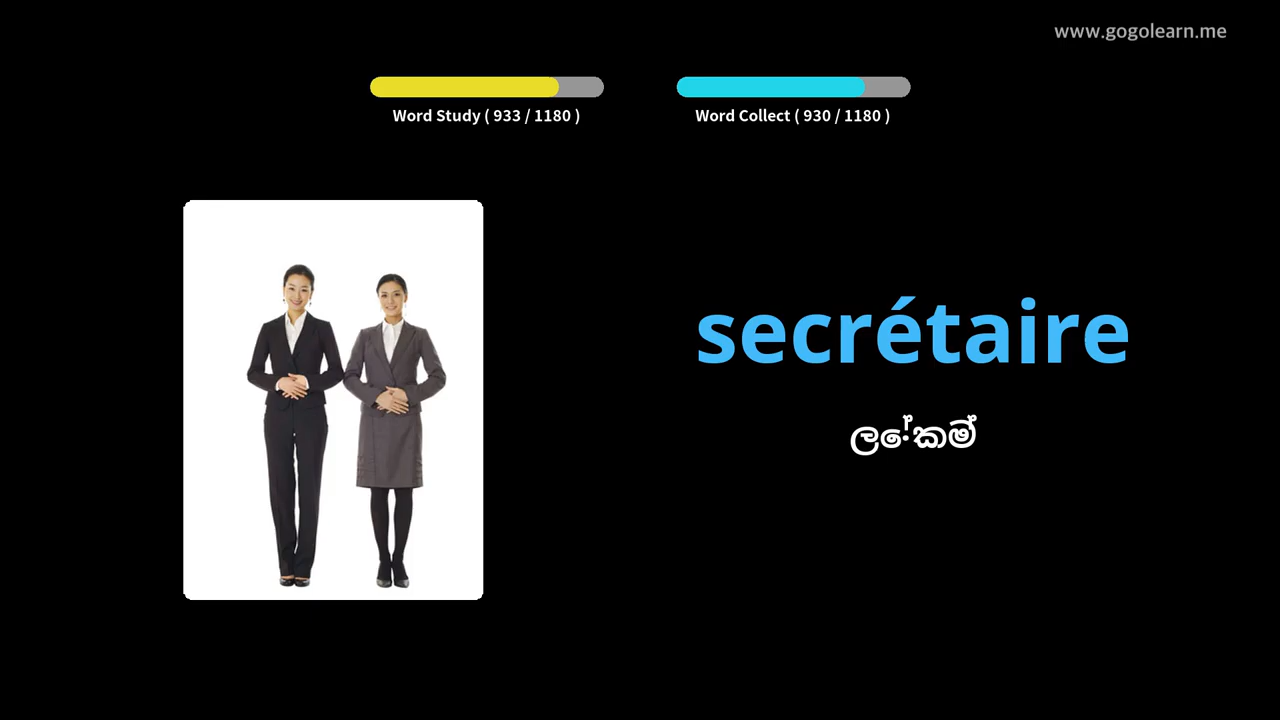 www.gogolearn.me
Word Study ( 933 / 1180 )
Word Collect ( 930 / 1180 )
secrétaire
ලේකම්